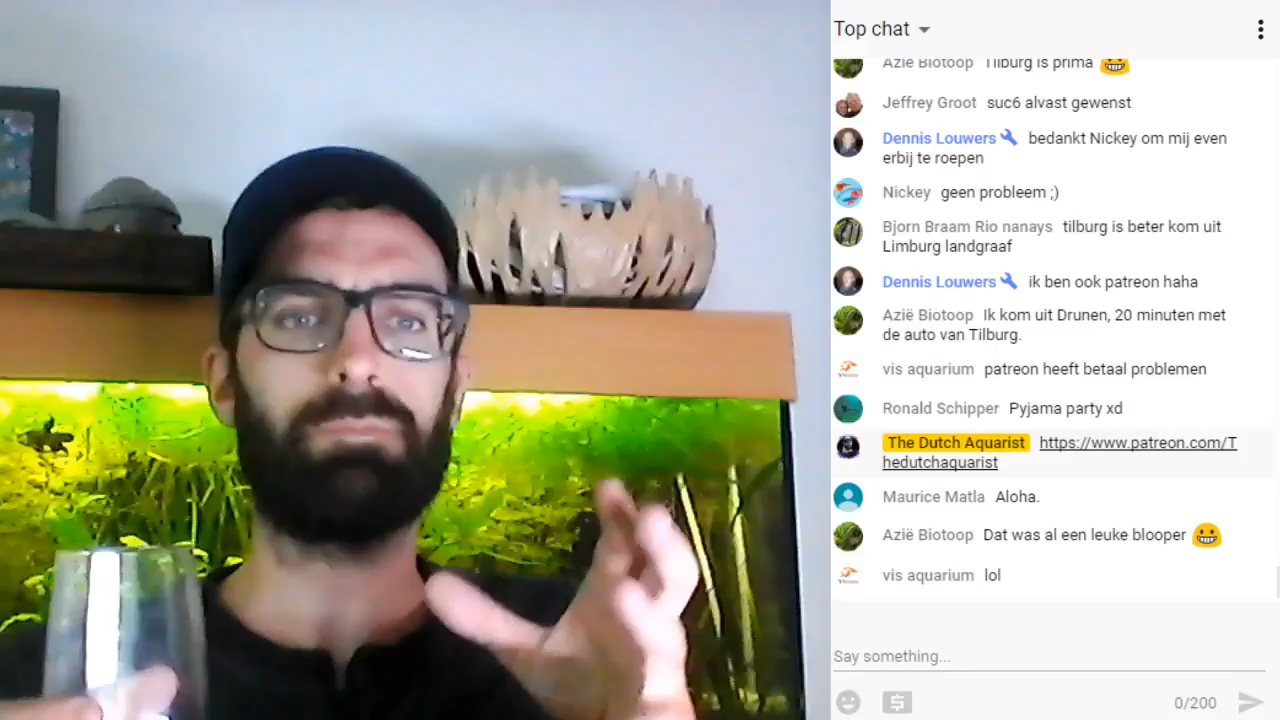 Top chat
Azië Biotoop Tilburg is prima
Jeffrey Groot suc6 alvast gewenst
Dennis Louwers bedankt Nickey om mij even
erbij te roepen
Nickey geen probleem ;)
Bjorn Braam Rio nanays tilburg is beter kom uit
Limburg landgraaf
Dennis Louwers ik ben ook patreon haha
Azië Biotoop Ik kom uit Drunen, 20 minuten met
de auto van Tilburg.
vis aquarium patreon heeft betaal problemen
Ronald Schipper Pyjama party xd
The Dutch Aquarist https://www.patreon.com/T
hedutchaquarist
Maurice Matla Aloha.
Azië Biotoop Dat was al een leuke blooper
vis aquarium lol
Say something...
0/200